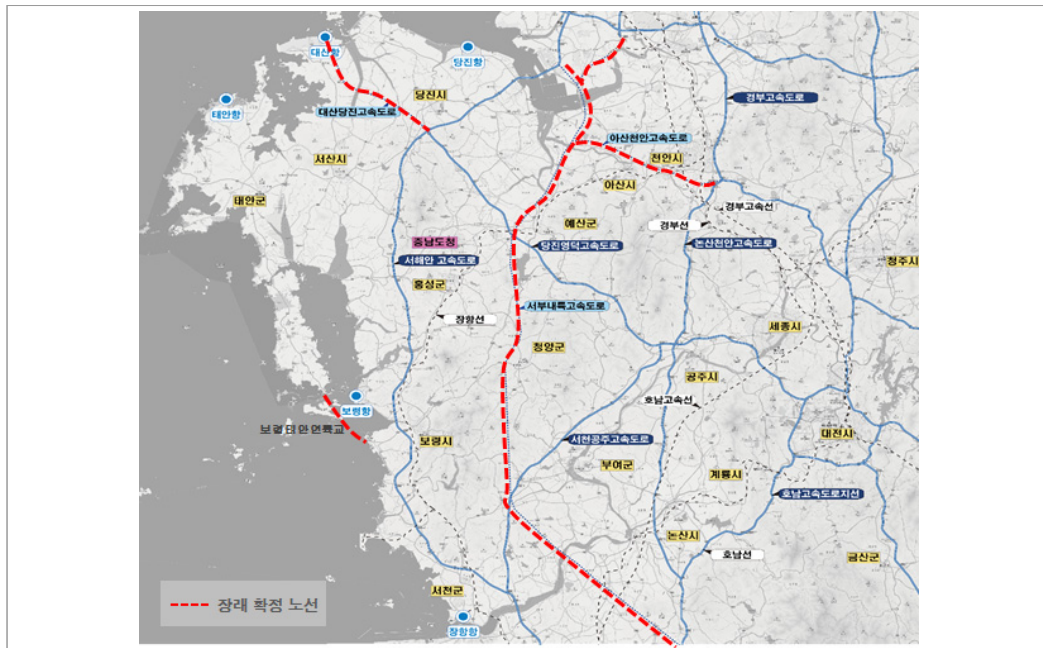 대산항
당진항
태안항
당진시
대산당진고속도로
경부고속도로
아산천안고속도로
서산시
천안시
아산시
태안군
경부고속선
예산군
경부선
충남도청
당진영덕고속도로
논산천안고속도로
서해안 고속도로
청주시
홍성군
서부내륙고속도로
장항선
세종시
청양군
공주시
호남고속선
보령항
보령태안연륙교
보령시
서천공주고속도로
대전시
부여군
계룡시
호남고속도로지선
논산시
호남선
금산군
서천군
장래 확정 노선
장항항